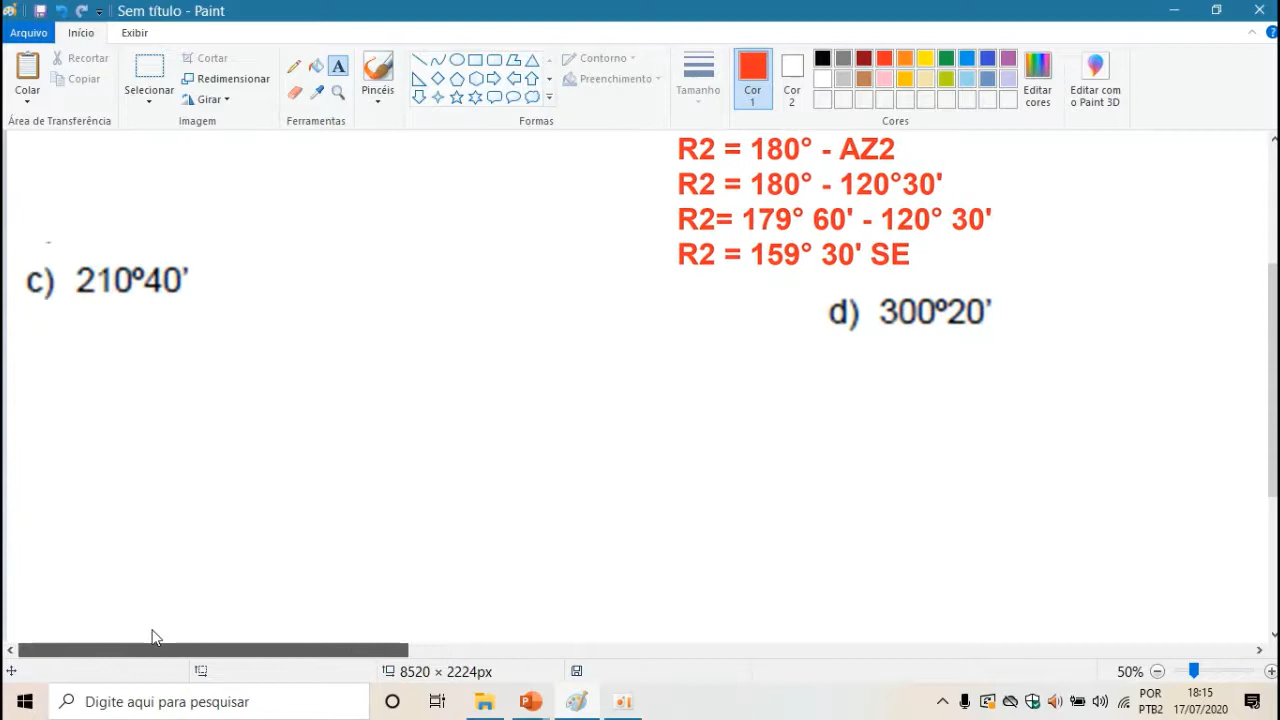 Sem título - Paint
Arquivo Início Exibir
Colar
Recortar
Copiar
Área de Transferência
Selecionar
Cortar
Redimensionar
Girar
Imagem
A
Ferramentas
Pincéis
Contorno
Preenchimento
Formas
Tamanho
Cor 1
Cor 2
Editar cores
Cores
Editar com o Paint 3D
R2 = 180° - AZ2
R2 = 180° - 120°30'
R2= 179° 60' - 120° 30'
R2 = 159° 30' SE
c) 210º40’
d) 300º20’
8520 × 2224px
50%
Digite aqui para pesquisar
POR
PTB2
18:15
17/07/2020